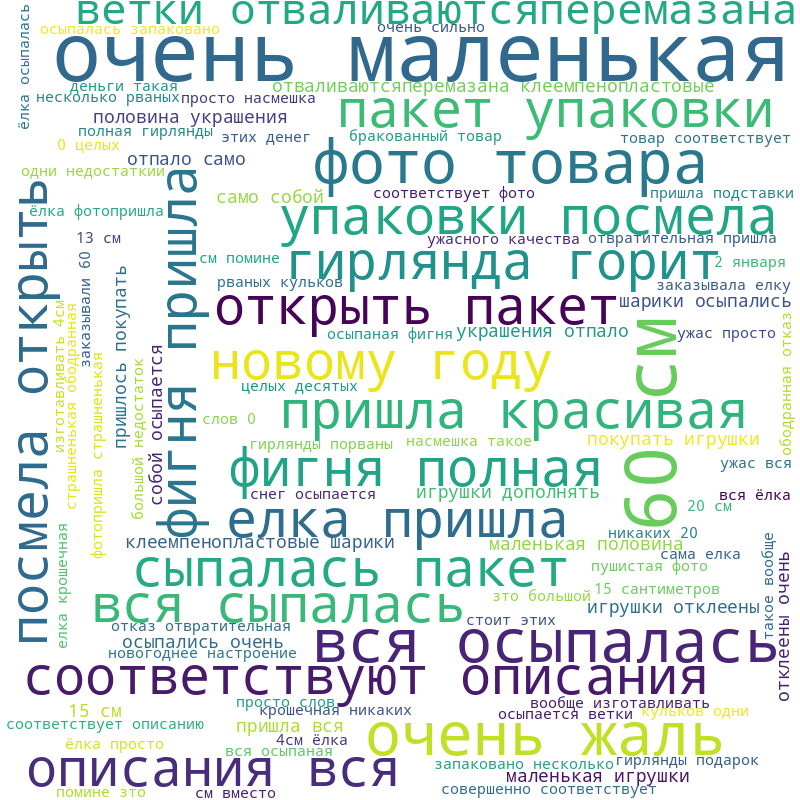 ветки отваливаютсяперемазана
осыпалась запаковано
очень сильно
очень маленькая
ёлка осыпалась
деньги такая
отваливаютсяперемазана клеемпенопластовые
несколько рваных
просто насмешка
пакет упаковки
половина украшения
полная гирлянды
этих денег
бракованный товар
товар соответствует
0 целых
отпало само
фото товара
одни недостатки
само собой
соответствует фото
пришла подставки
ёлка фотопришла
упаковки посмела
13 см
ужасного качества
отвратительная пришла
посмела открыть
фигня пришла
см помине
гирлянда горит
2 января
заказывали 60
рваных кульков
заказывала елку
открыть пакет
шарики осыпались
пришлось покупать
изготавливать 4см
страшненькая ободранная
осыпаная фигня
украшения отпало
ужас просто
60 см
ободранная отказ
новому году
фотопришла страшненькая
большой недостаток
собой осыпается
целых десятых
пришла красивая
слов 0
гирлянды порваны
насмешка такое
покупать игрушки
фигня полная
ужас вся
снег осыпается
игрушки дополнять
вся ёлка
20 см
елка пришла
никаких 20
елка крошечная
клеемпенопластовые шарики
маленькая половина
сама елка
такое вообще
отклеены очень
сыпалась пакет
пушистая фото
15 сантиметров
вся сыпалась
зто большой
игрушки отклеены
отказ отвратительная
стоит этих
осыпались очень
вся осыпалась
новогоднее настроение
соответствуют описания
просто слов
вообще изготавливать
15 см
крошечная никаких
осыпается ветки
кульков одни
соответствует описанию
пришла вся
очень жаль
ёлка просто
4см ёлка
вся осыпаная
описания вся
запаковано несколько
гирлянды подарок
маленькая игрушки
помине зто
см вместо
совершенно соответствует